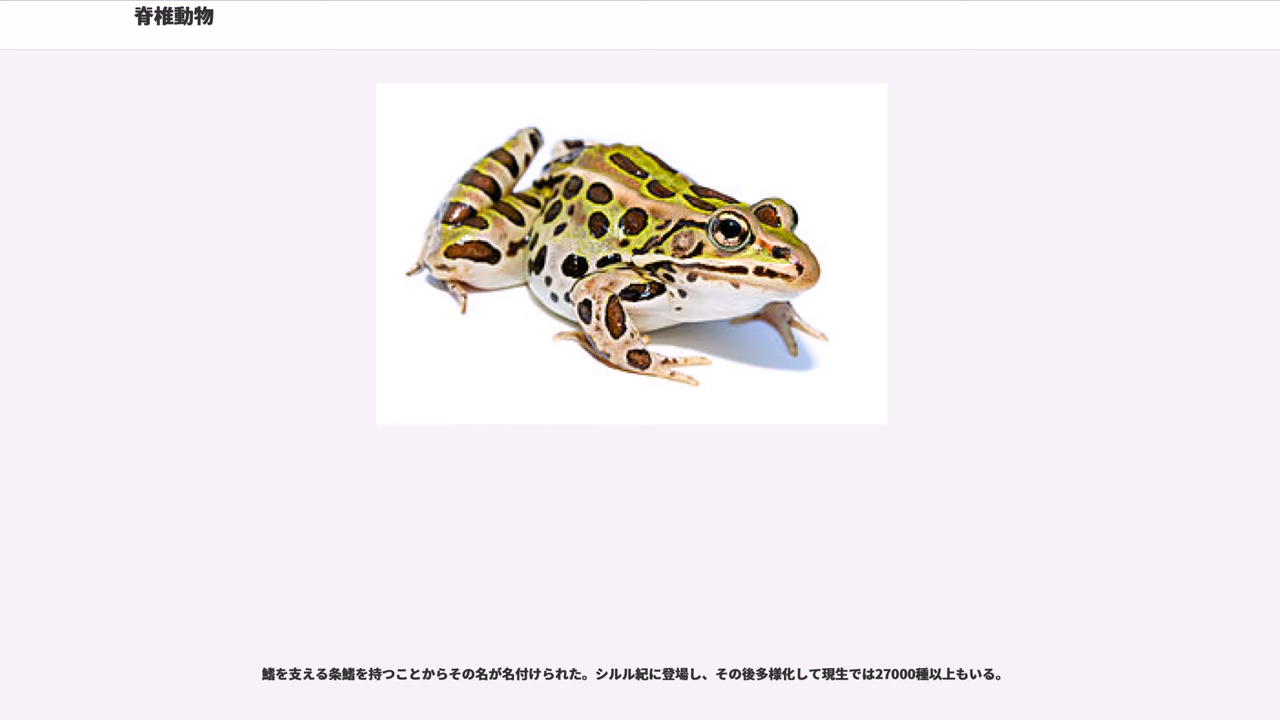 脊椎動物
鰭を支える条鰭を持つことからその名が名付けられた。シルル紀に登場し、その後多様化して現生では27000種以上もいる。